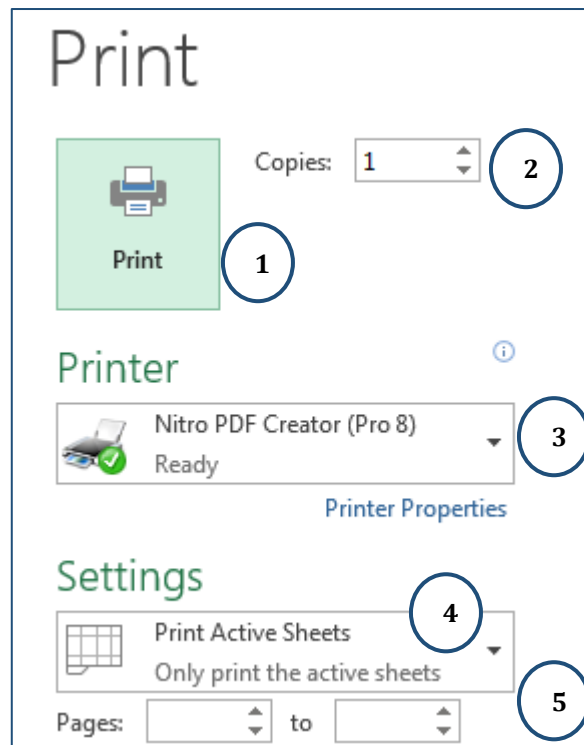 Print
Copies: 1
2
Print
1
Printer
Nitro PDF Creator (Pro 8)
Ready
3
Printer Properties
Settings
4
Print Active Sheets
Only print the active sheets
5
Pages: to